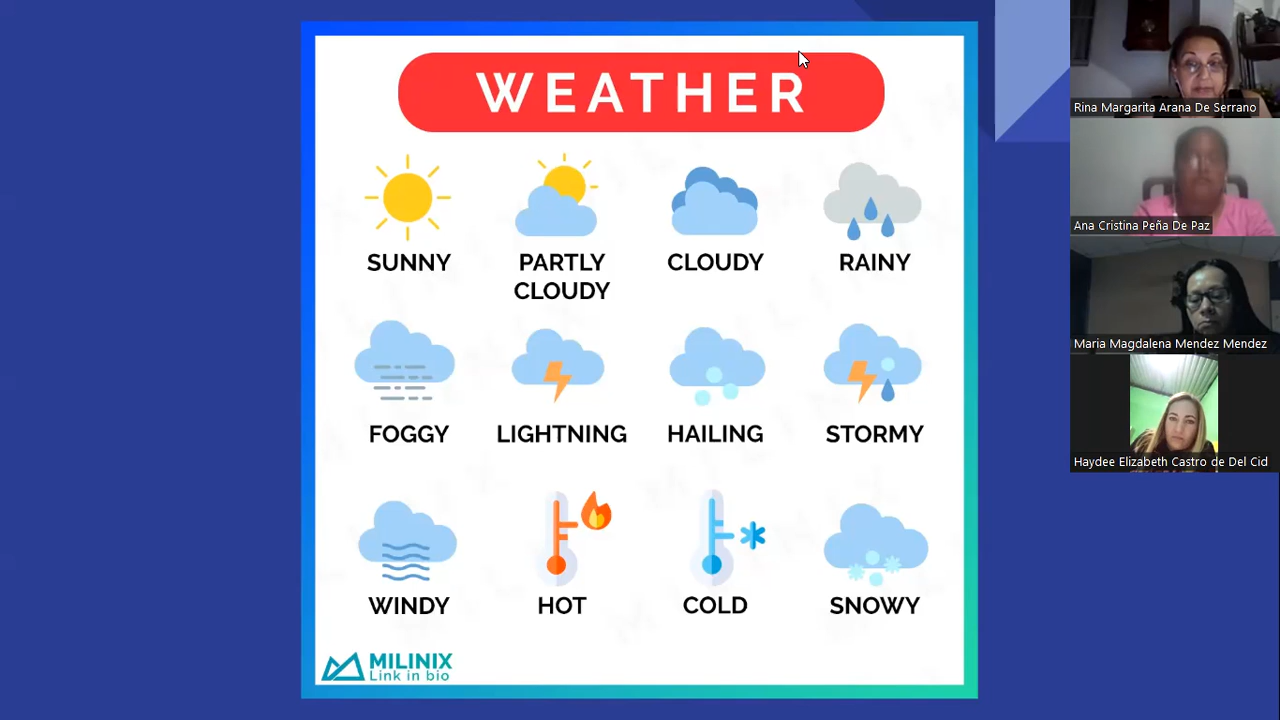 WEATHER
SUNNY
PARTLY
CLOUDY
CLOUDY
RAINY
FOGGY
LIGHTNING
HAILING
STORMY
WINDY
HOT
COLD
SNOWY
MILINIX
Link in bio
Rina Margarita Arana De Serrano
Ana Cristina Peña De Paz
Maria Magdalena Mendez Mendez
Haydee Elizabeth Castro de Del Cid